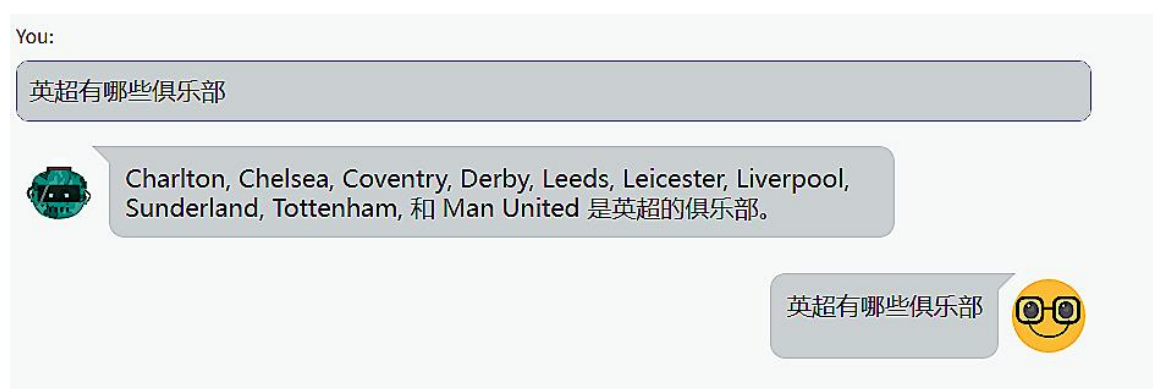 You:
英超有哪些俱乐部
Charlton, Chelsea, Coventry, Derby, Leeds, Leicester, Liverpool,
Sunderland, Tottenham, 和 Man United 是英超的俱乐部。
英超有哪些俱乐部